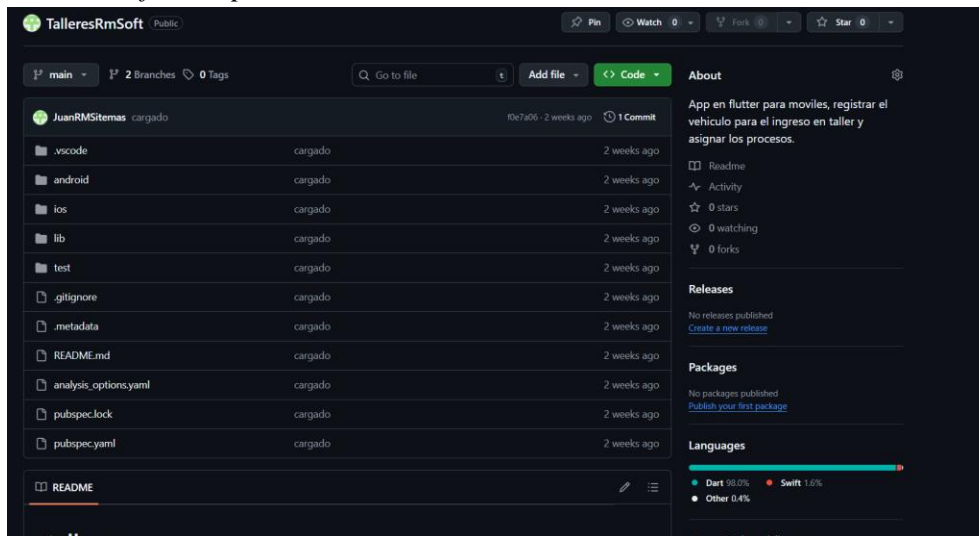 TalleresRmSoft Public
Pin Watch 0 Fork 0 Star 0
main 2 Branches 0 Tags Go to file t Add file Code
JuanRMSitemas cargado f0e7a06 · 2 weeks ago 1 Commit
.vscode cargado 2 weeks ago
android cargado 2 weeks ago
ios cargado 2 weeks ago
lib cargado 2 weeks ago
test cargado 2 weeks ago
.gitignore cargado 2 weeks ago
.metadata cargado 2 weeks ago
README.md cargado 2 weeks ago
analysis_options.yaml cargado 2 weeks ago
pubspec.lock cargado 2 weeks ago
pubspec.yaml cargado 2 weeks ago
README
About
App en flutter para moviles, registrar el
vehiculo para el ingreso en taller y
asignar los procesos.
Readme
Activity
0 stars
0 watching
0 forks
Releases
No releases published
Create a new release
Packages
No packages published
Publish your first package
Languages
Dart 98.0% Swift 1.6%
Other 0.4%